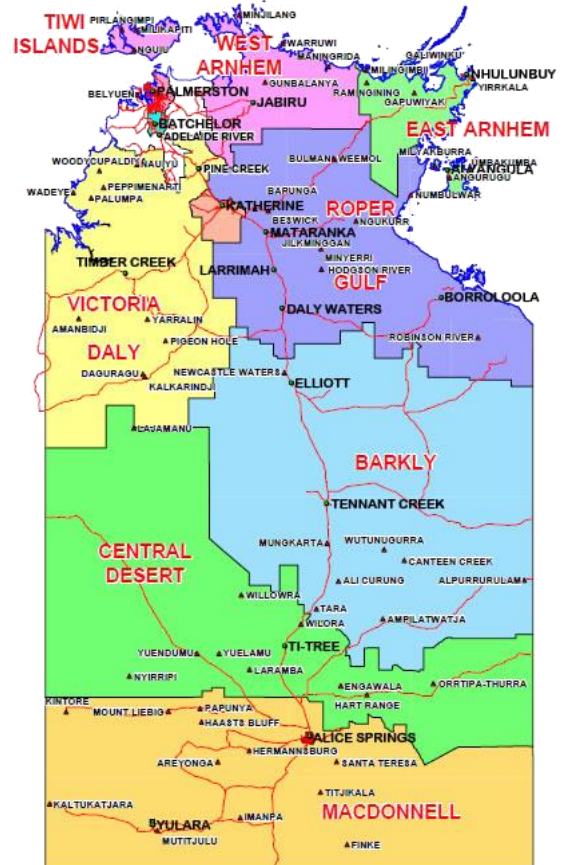 TIWI
ISLANDS
PIRLANGIMPI
MILIKAPITI
NGUIU
MINJILANG
WEST
ARNHEM
WARRUWI
MANINGRIDA
GALIWINKU
MILINGIMBI
NHULUNBUY
RAMINGINING
YIRRKALA
GAPUWIYAK
GUNBALANYA
BELYUEN
PALMERSTON
JABIRU
BATCHELOR
EAST ARNHEM
ADELAIDE RIVER
MILYAKBURRA
UMBAKUMBA
WOODYCUPALDIYA
NAUIYU
BULMAN
WEEMOL
ALYANGULA
PINE CREEK
ANGURUGU
PEPPIMENARTI
WADEYE
BARUNGA
NUMBULWAR
PALUMPA
KATHERINE
ROPER
BESWICK
NGUKURR
MATARANKA
JILKMINGGAN
TIMBER CREEK
MINYERRI
LARRIMAH
HODGSON RIVER
GULF
VICTORIA
BORROLOOLA
DALY WATERS
YARRALIN
AMANBIDJI
PIGEON HOLE
ROBINSON RIVER
DALY
DAGURAGU
NEWCASTLE WATERS
KALKARINDJI
ELLIOTT
LAJAMANU
BARKLY
TENNANT CREEK
MUNGKARTA
WUTUNUGURRA
CENTRAL
DESERT
CANTEEN CREEK
ALI CURUNG
ALPURRURULAM
WILLOWRA
TARA
WILORA
AMPILATWATJA
TI-TREE
YUENDUMU
YUELAMU
LARAMBA
NYIRRIPI
ENGAWALA
ORRTIPA-THURRA
HART RANGE
KINTORE
MOUNT LIEBIG
PAPUNYA
HAASTS BLUFF
ALICE SPRINGS
HERMANNSBURG
AREYONGA
SANTA TERESA
TITJIKALA
KALTUKATJARA
MACDONNELL
YULARA
IMANPA
MUTITJULU
FINKE